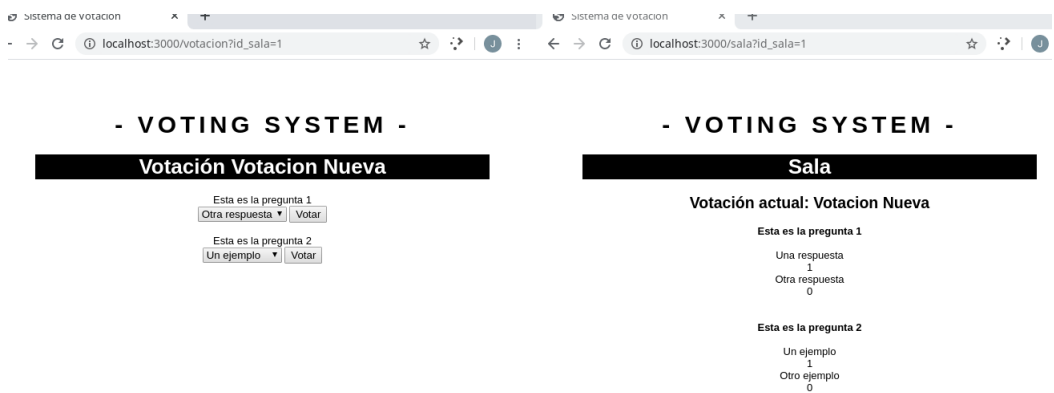 Sistema de Votación
localhost:3000/votacion?id_sala=1
J
- VOTING SYSTEM -
Votación Votacion Nueva
Esta es la pregunta 1
Otra respuesta
Votar
Esta es la pregunta 2
Un ejemplo
Votar
Sistema de Votación
localhost:3000/sala?id_sala=1
J
- VOTING SYSTEM -
Sala
Votación actual: Votacion Nueva
Esta es la pregunta 1
Una respuesta
1
Otra respuesta
0
Esta es la pregunta 2
Un ejemplo
1
Otro ejemplo
0